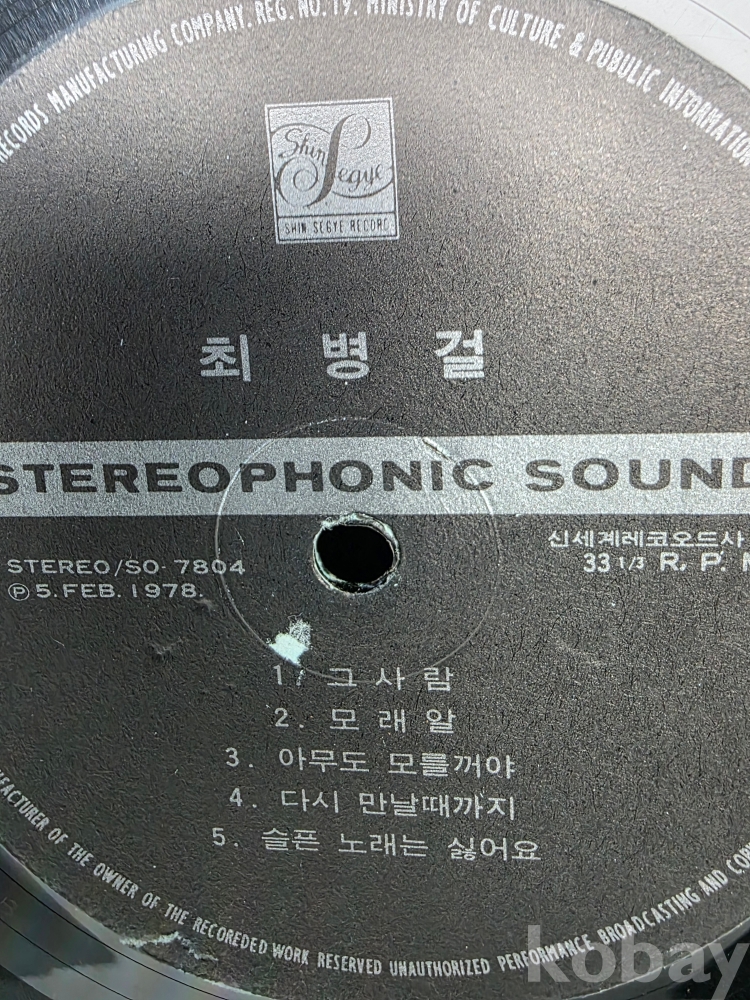 RECORDS MANUFACTURING COMPANY. REG. NO. 19. MINISTRY OF CULTURE & PUBULIC INFORMATION
Shin Segye
SHIN SEGYE RECORD
최 병 걸
STEREOPHONIC SOUND
STEREO/SO-7804
신세계레코오드사
Ⓟ5.FEB.1978.
33 1/3 R. P. M
1. 그 사 람
2. 모 래 알
3. 아무도 모를꺼야
4. 다시 만날때까지
5. 슬픈 노래는 싫어요
OF THE OWNER OF THE RECOREDED WORK RESERVED UNAUTHORIZED PERFORMANCE BROADCASTING AND
kobay